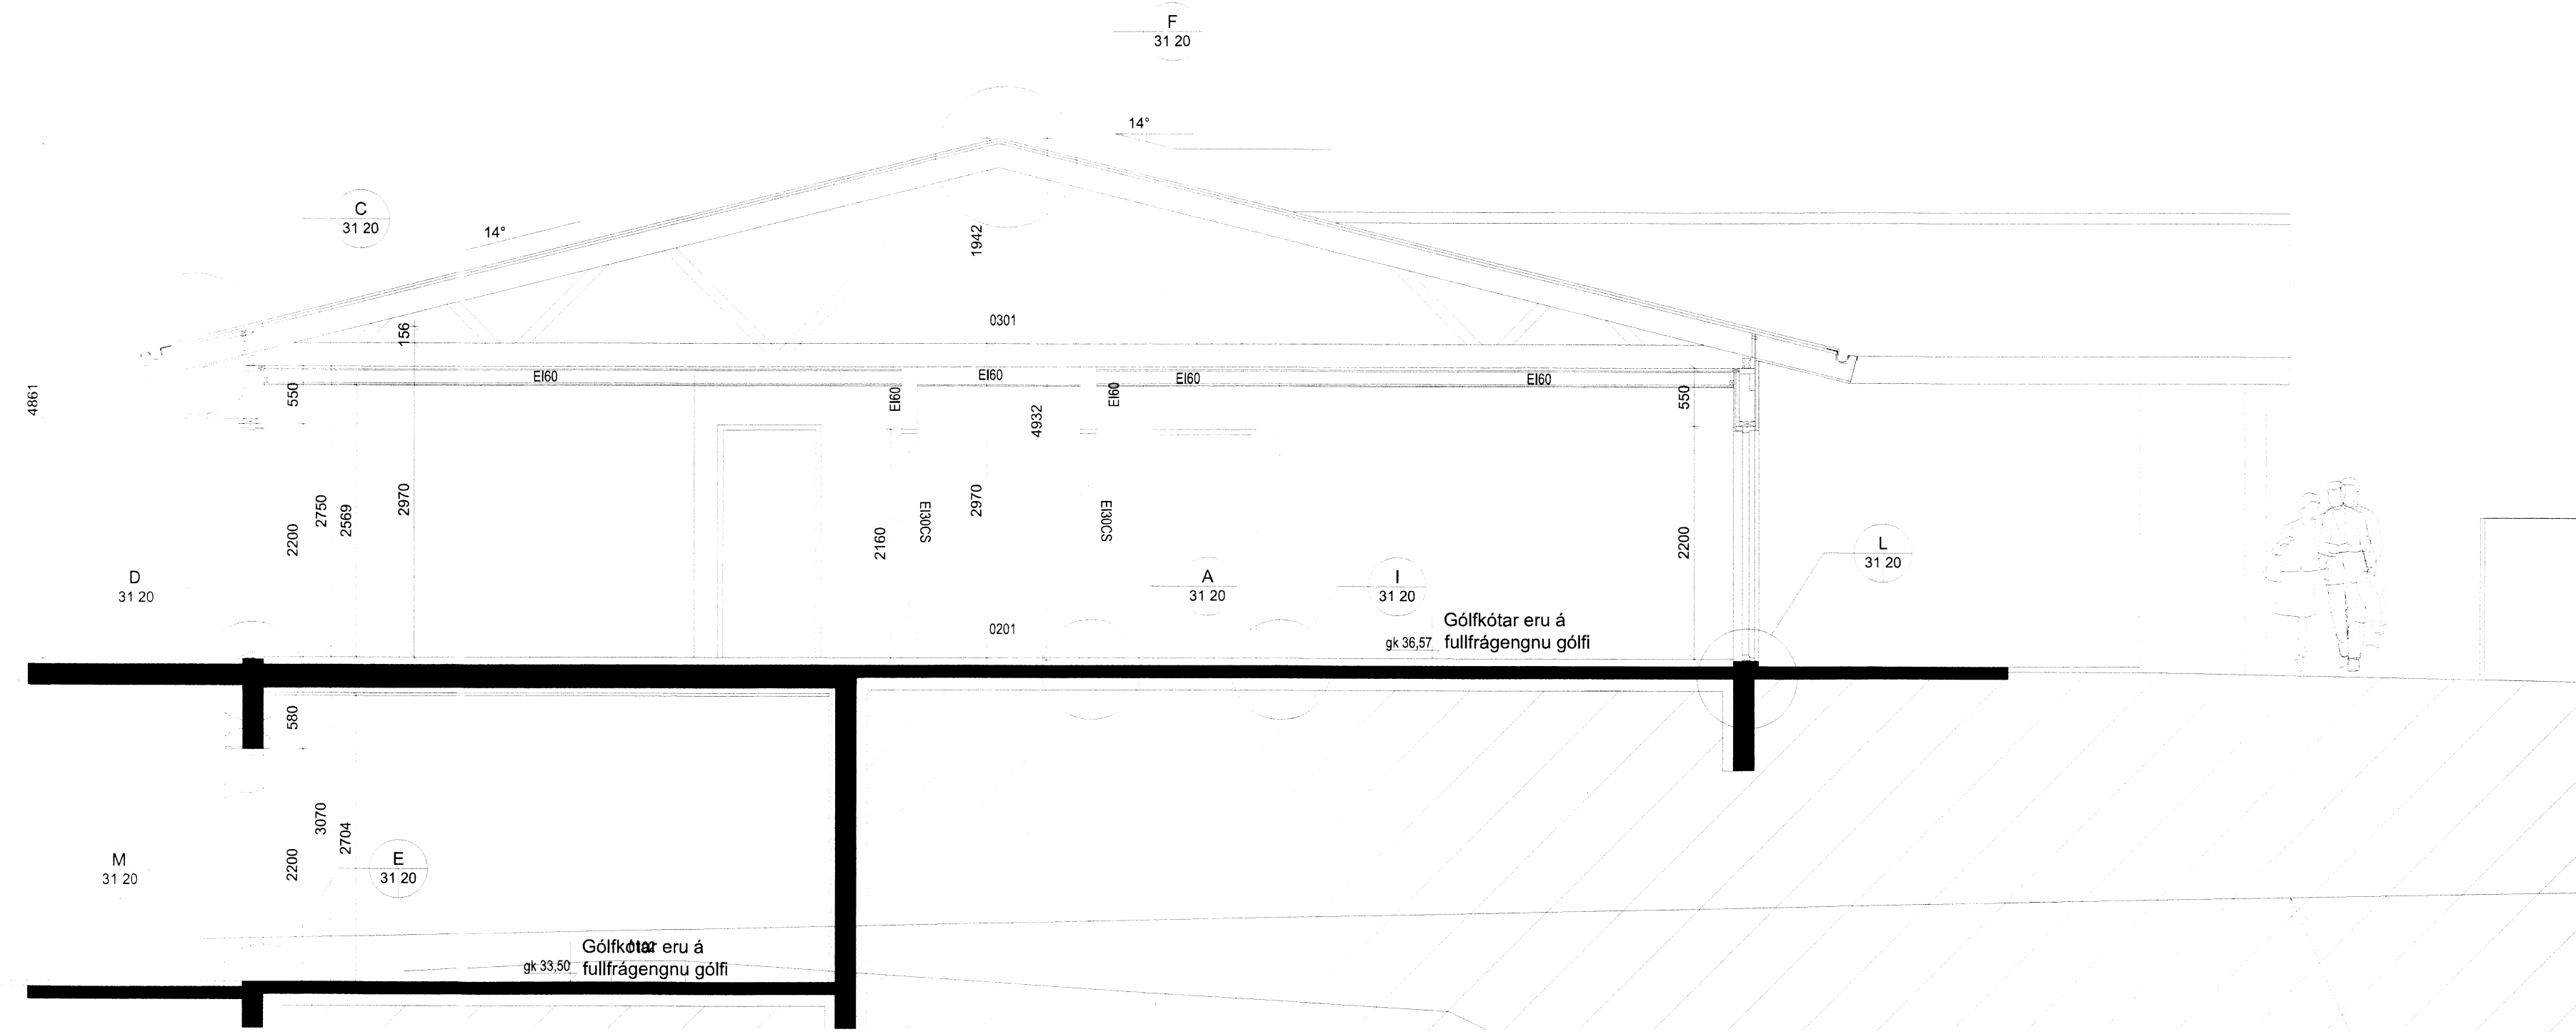 F
31 20
14°
C
31 20
14°
1942
0301
156
EI60
EI60
EI60
EI60
4861
550
EI60
4932
EI60
550
2750
2569
2970
2200
2160
EI30CS
2970
EI30CS
2200
L
31 20
D
31 20
A
31 20
I
31 20
0201
Gólfkótar eru á
gk 36,57 fullfrágengnu gólfi
580
3070
2704
2200
M
31 20
E
31 20
Gólfkótar eru á
gk 33,50 fullfrágengnu gólfi